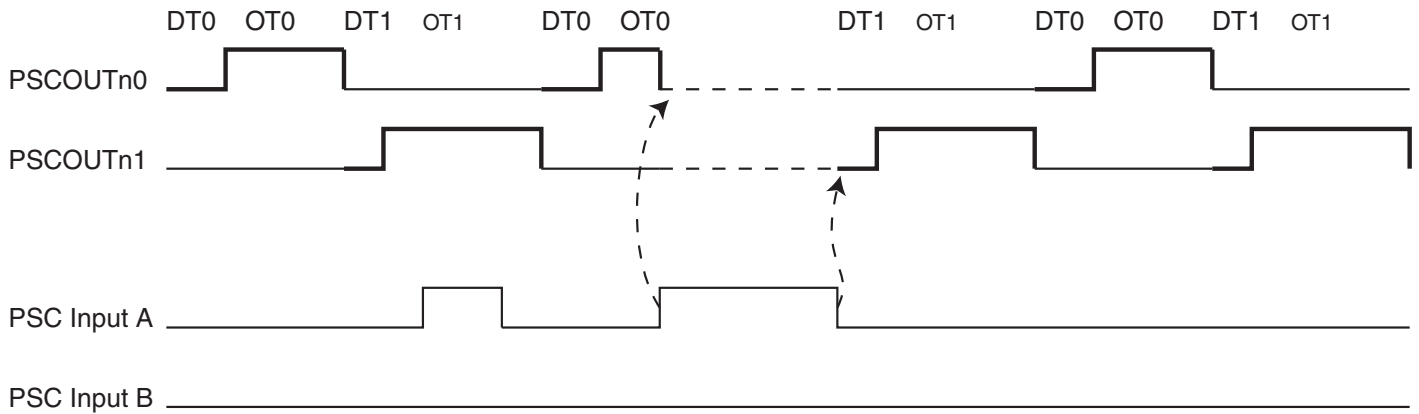 DT0 OT0 DT1 OT1 DT0 OT0 DT1 OT1 DT0 OT0 DT1 OT1
PSCOUTn0
PSCOUTn1
PSC Input A
PSC Input B